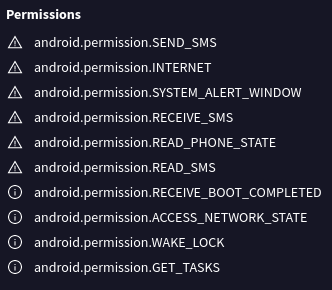 Permissions
android.permission.SEND_SMS
android.permission.INTERNET
android.permission.SYSTEM_ALERT_WINDOW
android.permission.RECEIVE_SMS
android.permission.READ_PHONE_STATE
android.permission.READ_SMS
android.permission.RECEIVE_BOOT_COMPLETED
android.permission.ACCESS_NETWORK_STATE
android.permission.WAKE_LOCK
android.permission.GET_TASKS